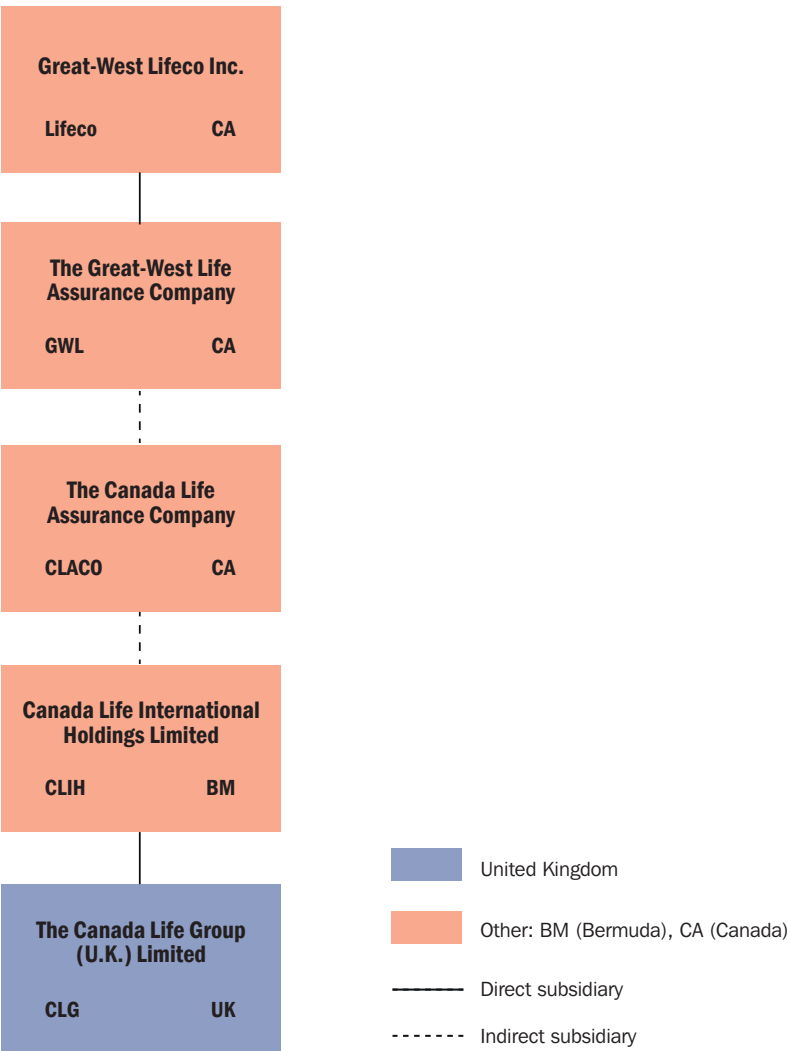 Great-West Lifeco Inc.
Lifeco CA
The Great-West Life
Assurance Company
GWL CA
The Canada Life
Assurance Company
CLACO CA
Canada Life International
Holdings Limited
CLIH BM
The Canada Life Group
(U.K.) Limited
CLG UK
United Kingdom
Other: BM (Bermuda), CA (Canada)
Direct subsidiary
Indirect subsidiary